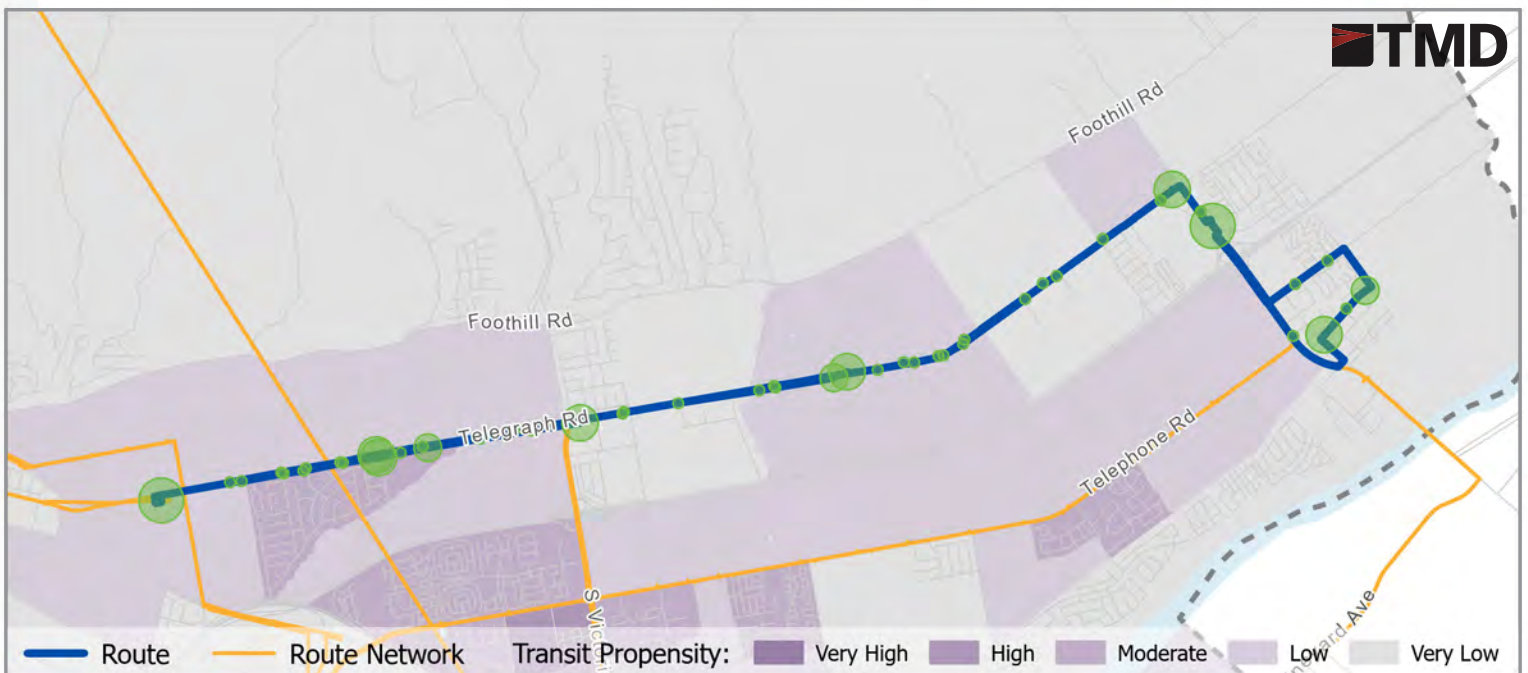 TMD
Foothill Rd
Foothill Rd
Telegraph Rd
Telephone Rd
Route
Route Network
Transit Propensity:
Very High
High
Moderate
Low
Very Low